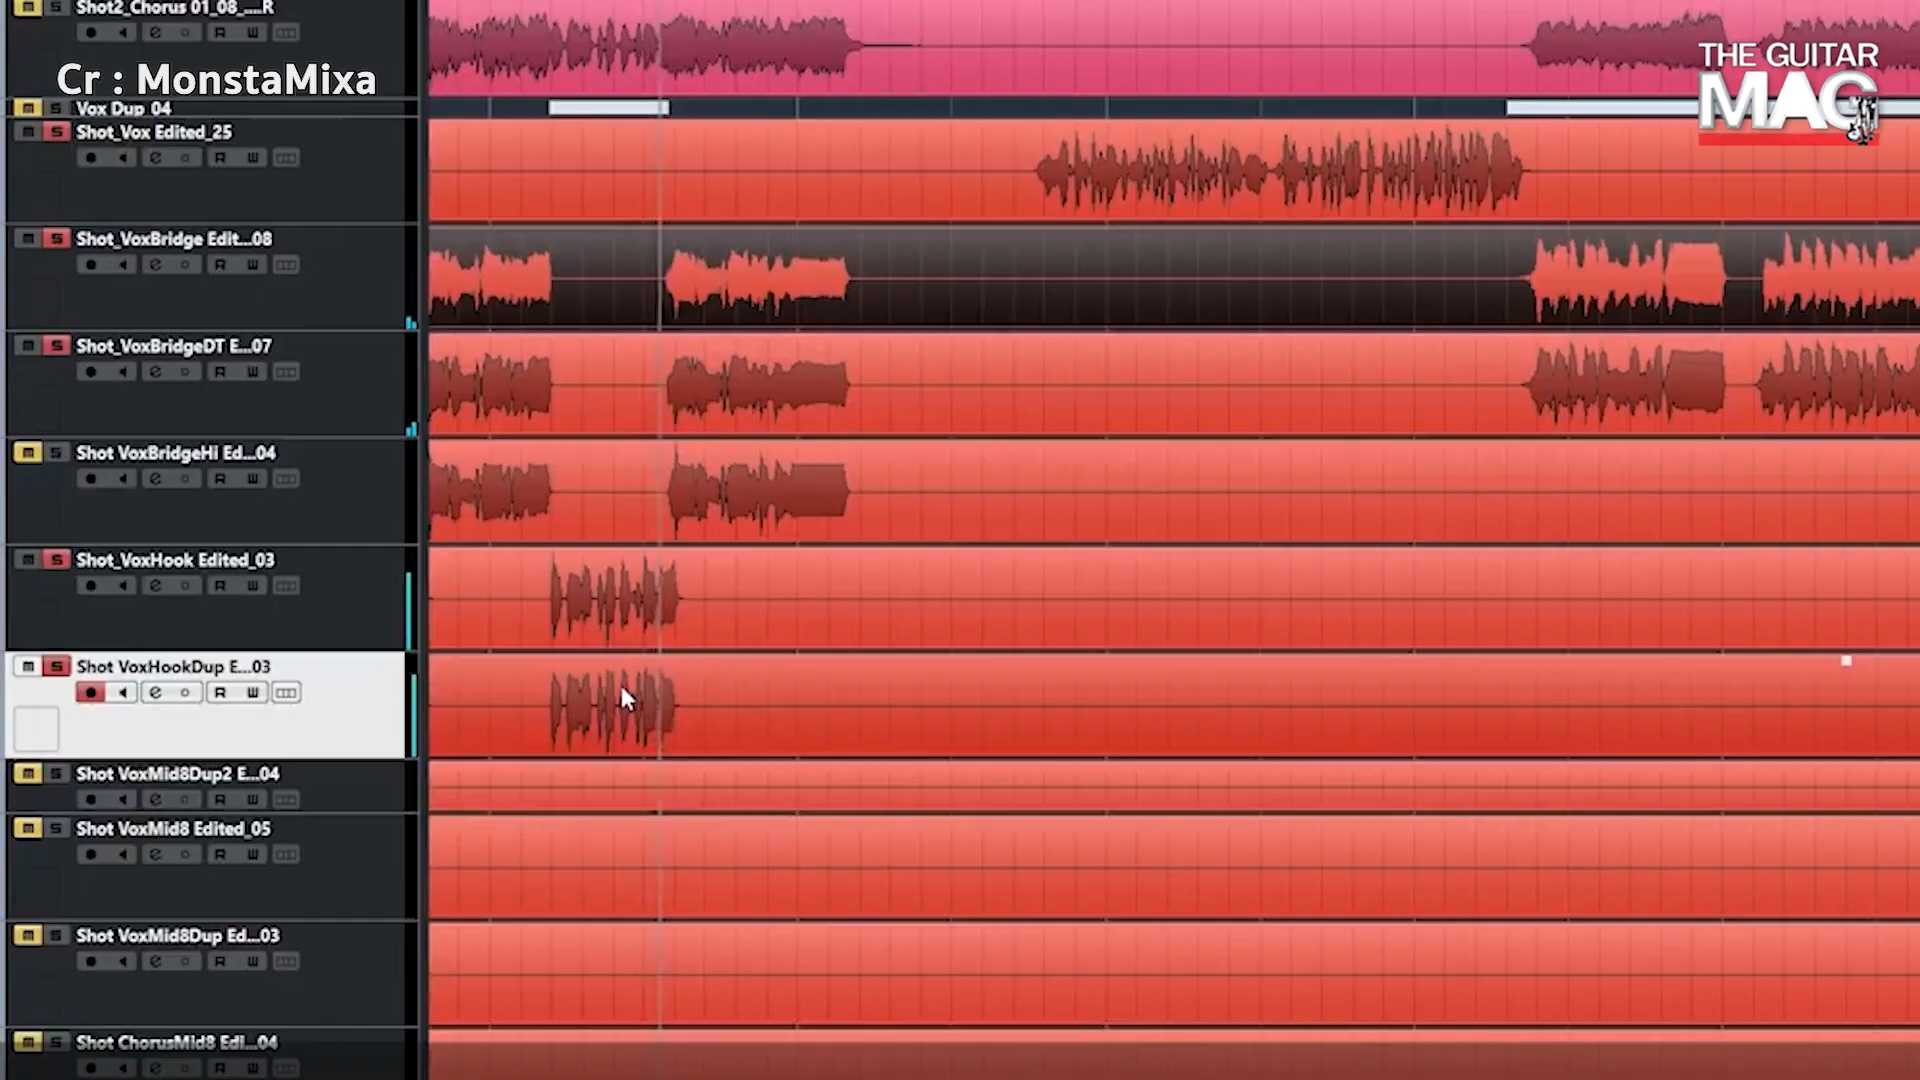 Shot2_Chorus 01_08_....R
Cr : MonstaMixa
THE GUITAR
MAG
Vox Dup_04
Shot_Vox Edited_25
Shot_VoxBridge Edit...08
Shot_VoxBridgeDT E...07
Shot VoxBridgeHi Ed...04
Shot_VoxHook Edited_03
Shot VoxHookDup E...03
Shot VoxMid8Dup2 E...04
Shot VoxMid8 Edited_05
Shot VoxMid8Dup Ed...03
Shot ChorusMid8 Edi...04